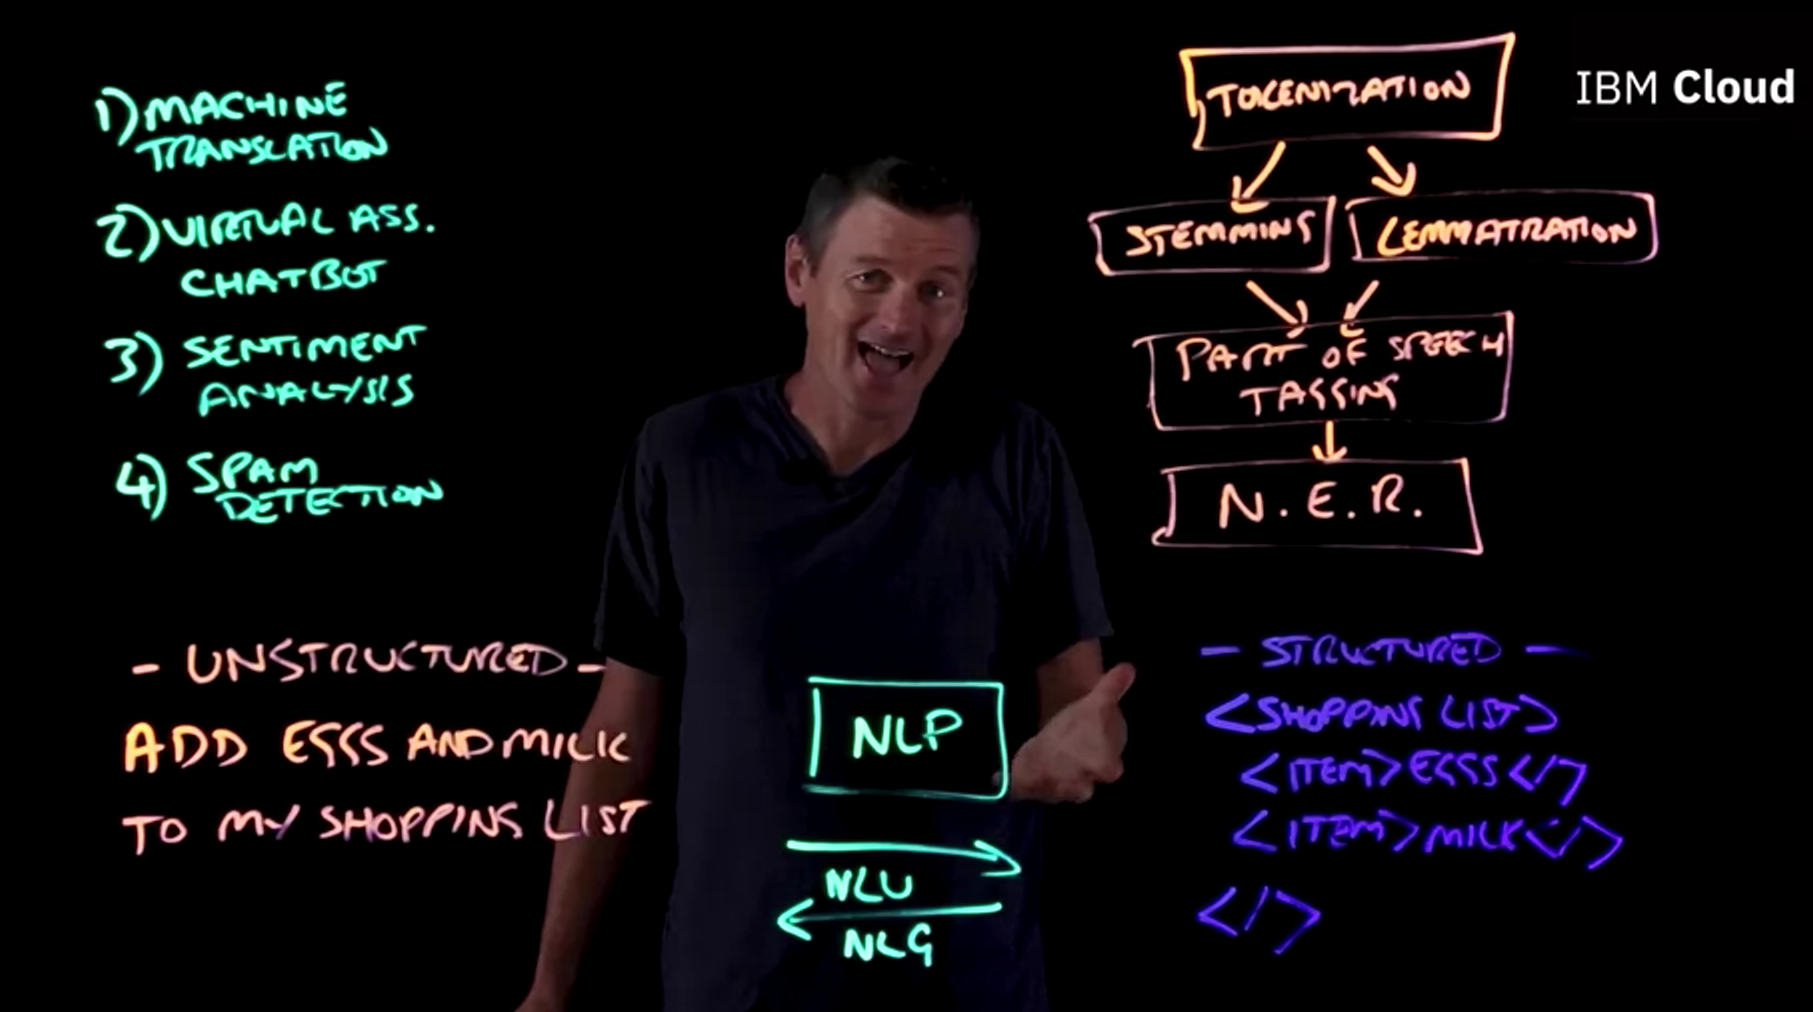 1) MACHINE
TRANSLATION
2) VIRTUAL ASS.
CHATBOT
3) SENTIMENT
ANALYSIS
4) SPAM
DETECTION
- UNSTRUCTURED -
ADD EGGS AND MILK
TO MY SHOPPING LIST
NLP
NLU
NLG
IBM Cloud
TOKENIZATION
STEMMING
LEMMATRATION
PART OF SPEECH
TAGGING
N.E.R.
- STRUCTURED -
<SHOPPING LIST>
<ITEM>EGGS</>
<ITEM>MILK</>
</>